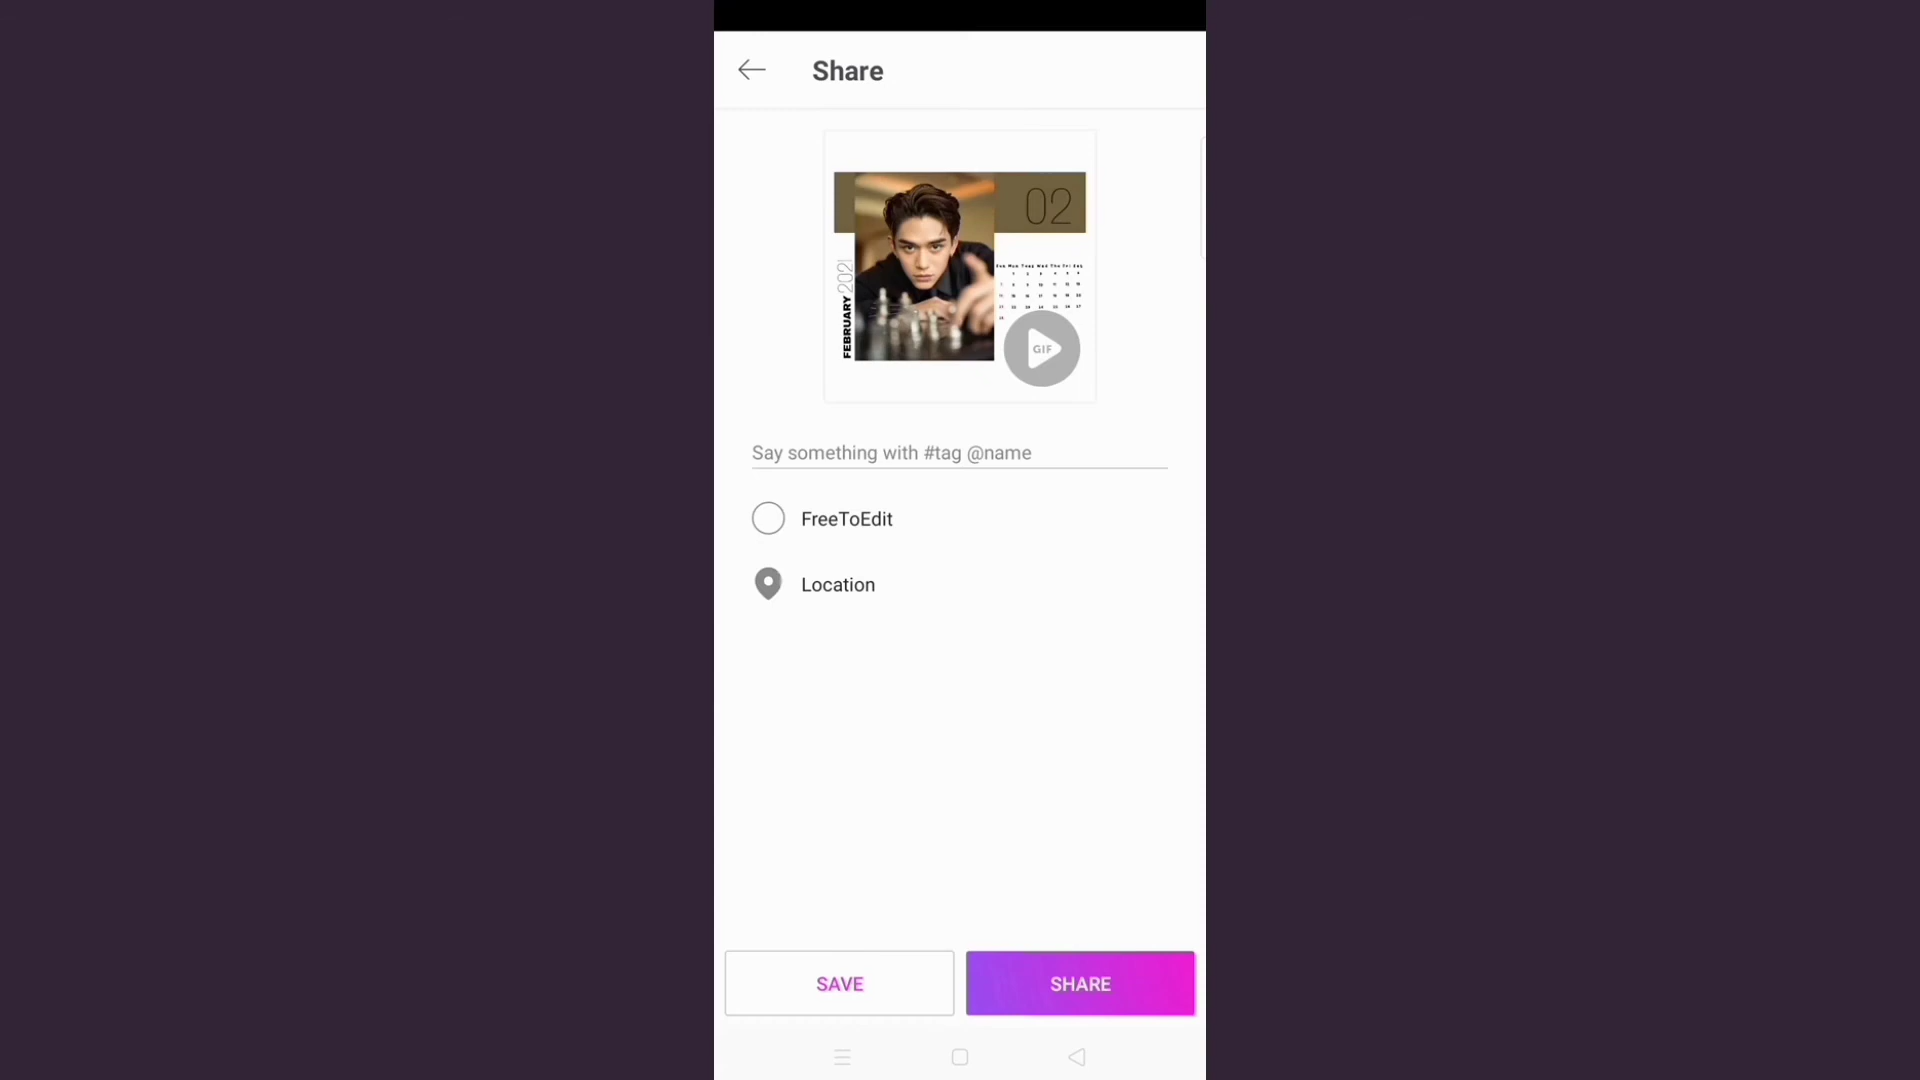 Share
02
FEBRUARY 2021
GIF
Say something with #tag @name
FreeToEdit
Location
SAVE
SHARE